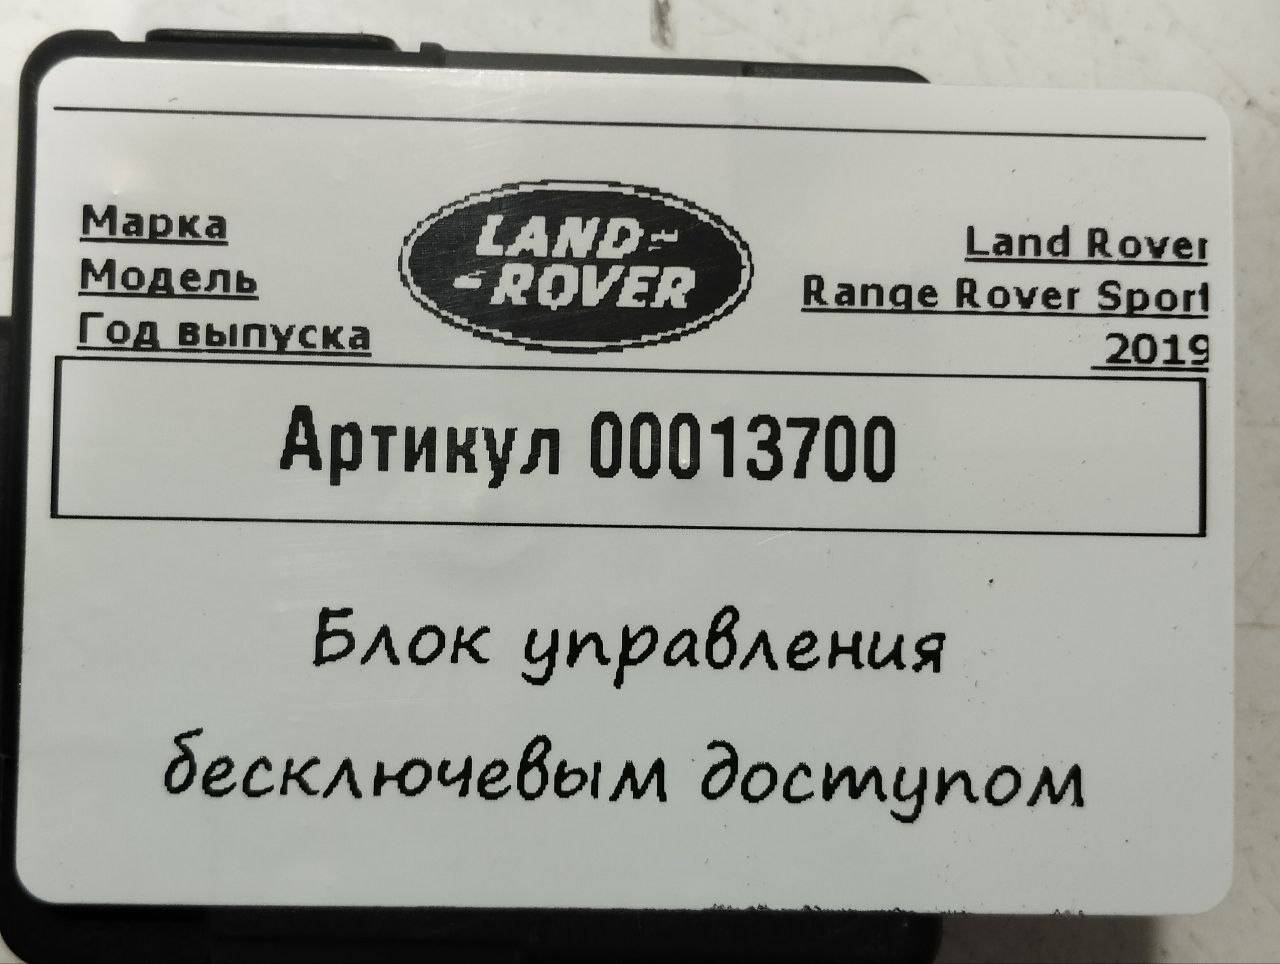 Марка
Модель
Год выпуска
LAND-
-ROVER
Land Rover
Range Rover Sport
2019
Артикул 00013700
Блок управления
бесключевым доступом